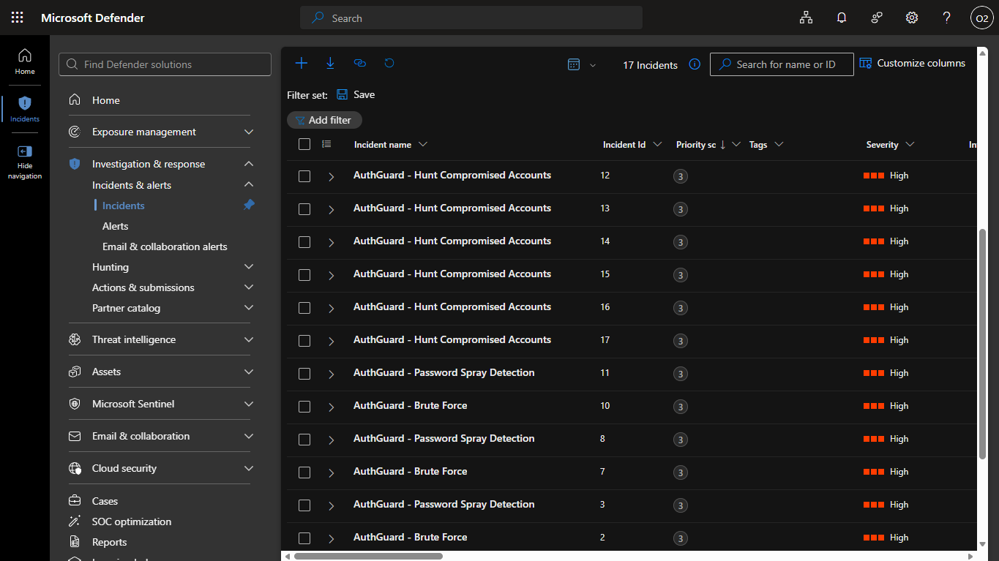 Microsoft Defender
Search
O2
Home
Incidents
Hide
navigation
Find Defender solutions
Home
Exposure management
Investigation & response
Incidents & alerts
Incidents
Alerts
Email & collaboration alerts
Hunting
Actions & submissions
Partner catalog
Threat intelligence
Assets
Microsoft Sentinel
Email & collaboration
Cloud security
Cases
SOC optimization
Reports
17 Incidents
Search for name or ID
Customize columns
Filter set: Save
Add filter
Incident name Incident Id Priority sc Tags Severity
AuthGuard - Hunt Compromised Accounts 12 3 High
AuthGuard - Hunt Compromised Accounts 13 3 High
AuthGuard - Hunt Compromised Accounts 14 3 High
AuthGuard - Hunt Compromised Accounts 15 3 High
AuthGuard - Hunt Compromised Accounts 16 3 High
AuthGuard - Hunt Compromised Accounts 17 3 High
AuthGuard - Password Spray Detection 11 3 High
AuthGuard - Brute Force 10 3 High
AuthGuard - Password Spray Detection 8 3 High
AuthGuard - Brute Force 7 3 High
AuthGuard - Password Spray Detection 3 3 High
AuthGuard - Brute Force 2 3 High